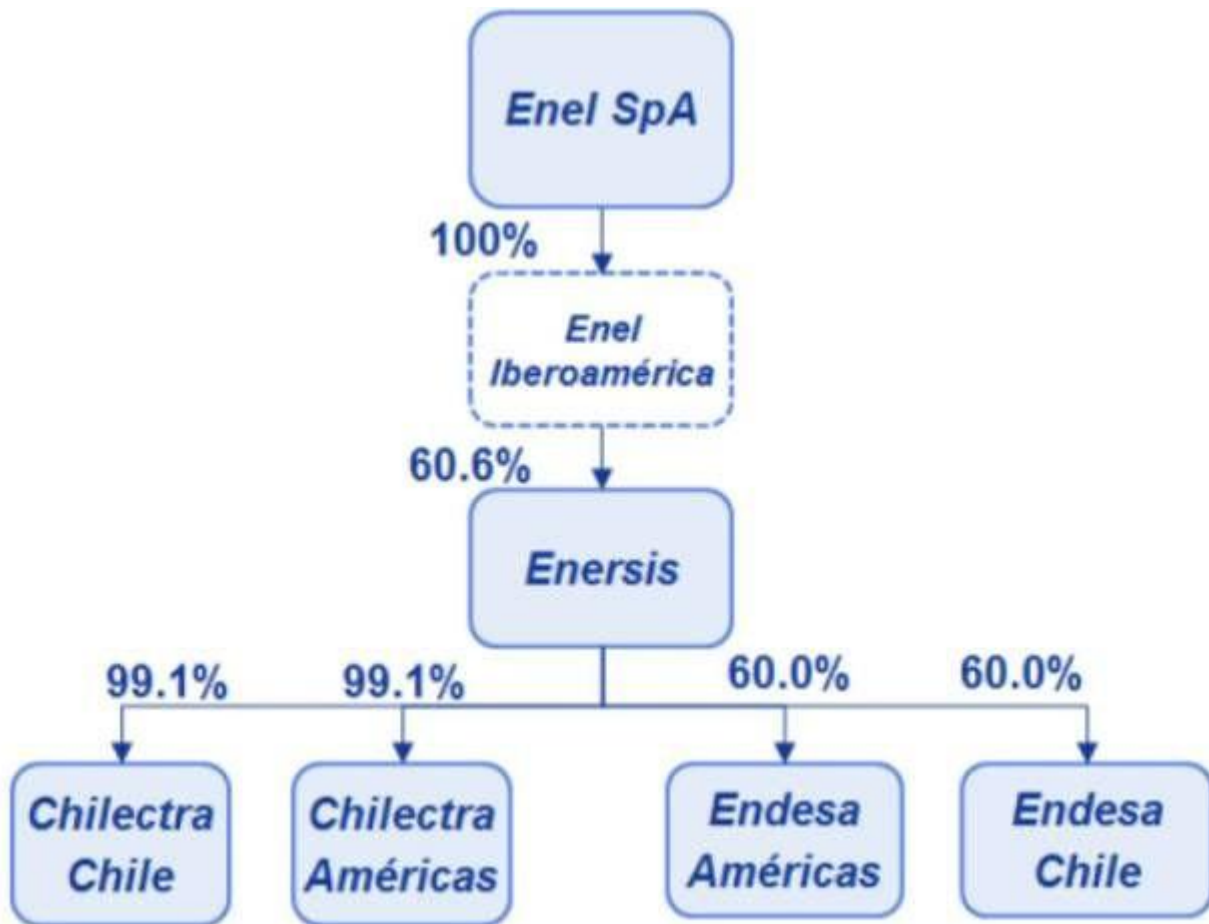 Enel SpA
100%
Enel
Iberoamérica
60.6%
Enersis
99.1%
99.1%
60.0%
60.0%
Chilectra
Chile
Chilectra
Américas
Endesa
Américas
Endesa
Chile